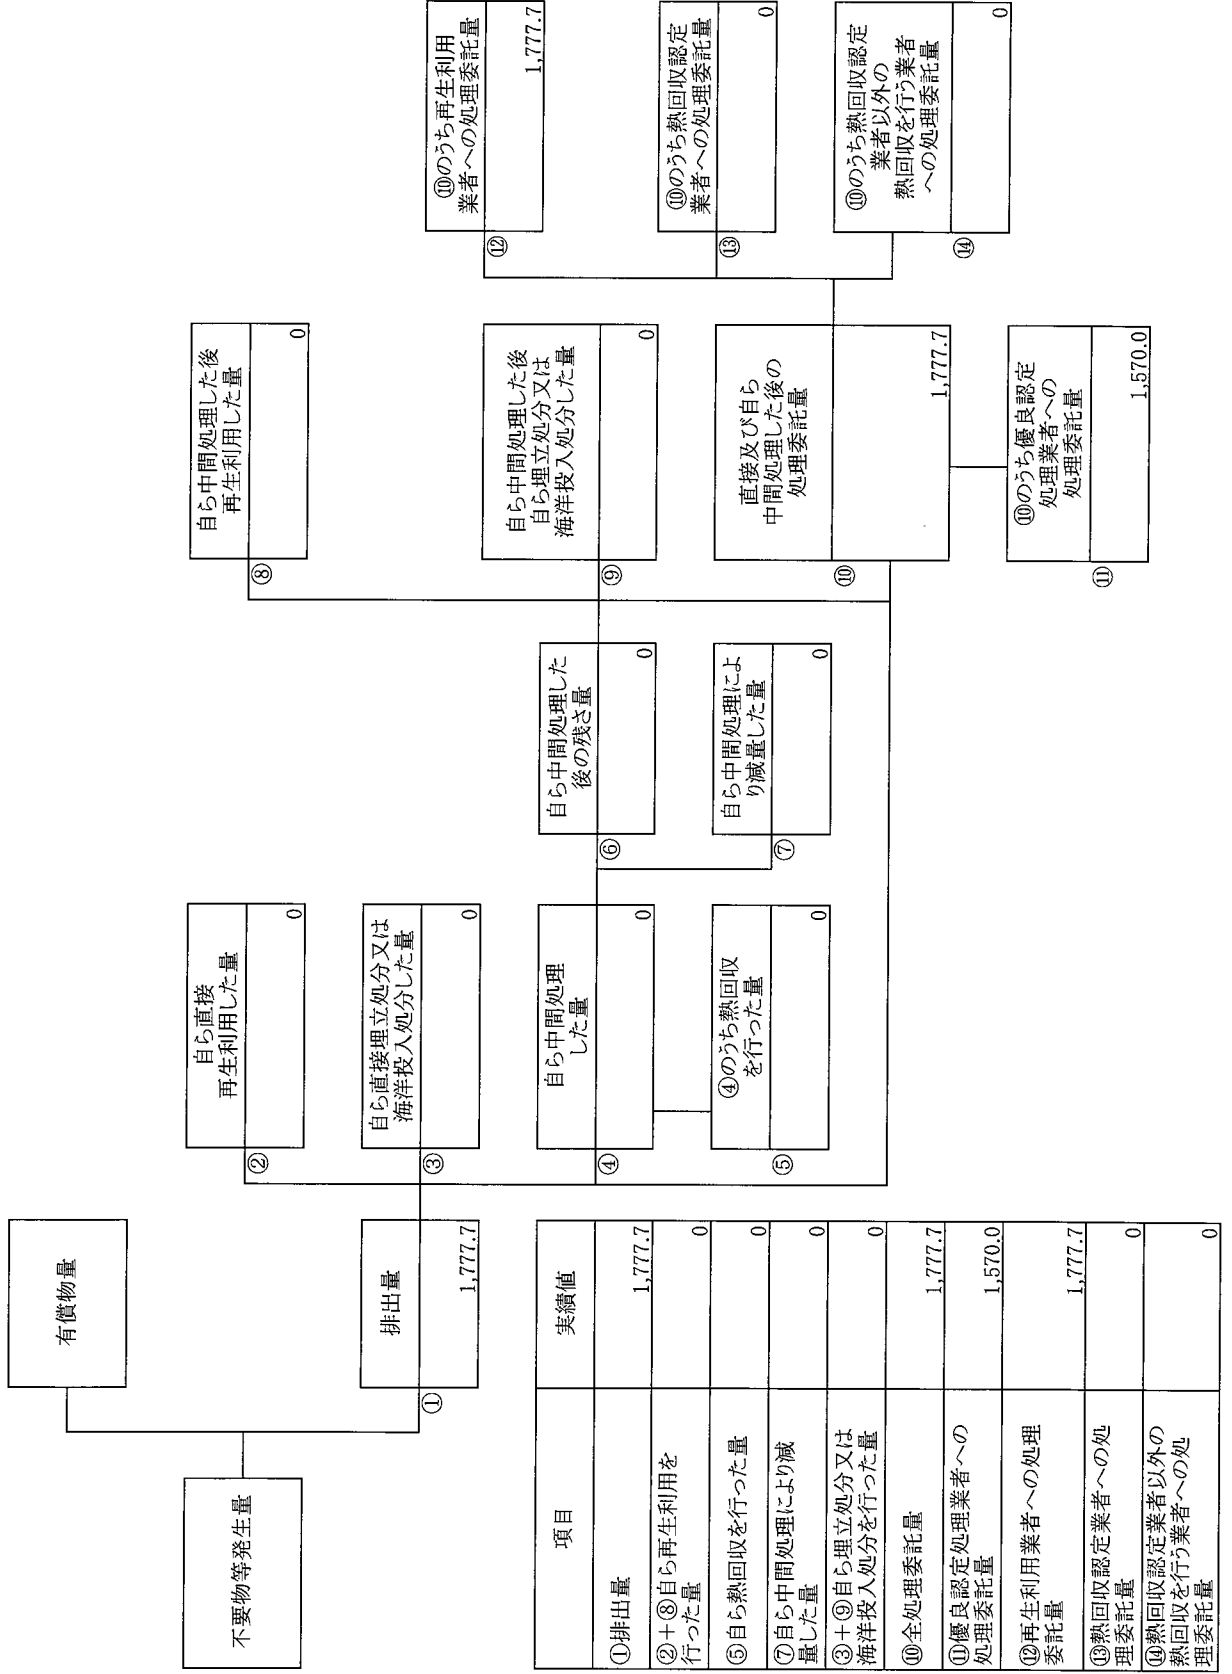 不要物等発生量
有償物量
排出量
①
1,777.7
自ら直接
再生利用した量
②
0
自ら直接埋立処分又は
海洋投入処分した量
③
0
自ら中間処理
した量
④
0
④のうち熱回収
を行った量
⑤
0
自ら中間処理した
後の残さ量
⑥
0
自ら中間処理によ
り減量した量
⑦
0
自ら中間処理した後
再生利用した量
⑧
0
自ら中間処理した後
自ら埋立処分又は
海洋投入処分した量
⑨
0
直接及び自ら
中間処理した後の
処理委託量
⑩
1,777.7
⑩のうち優良認定
処理業者への
処理委託量
⑪
1,570.0
⑩のうち再生利用
業者への処理委託量
⑫
1,777.7
⑩のうち熱回収認定
業者への処理委託量
⑬
0
⑩のうち熱回収認定
業者以外の
熱回収を行う業者
への処理委託量
⑭
0
項目 実績値
①排出量 1,777.7
②+⑧自ら再生利用を
行った量 0
⑤自ら熱回収を行った量 0
⑦自ら中間処理により減
量した量 0
③+⑨自ら埋立処分又は
海洋投入処分を行った量 0
⑩全処理委託量 1,777.7
⑪優良認定処理業者への
処理委託量 1,570.0
⑫再生利用業者への処理
委託量 1,777.7
⑬熱回収認定業者への処
理委託量 0
⑭熱回収認定業者以外の
熱回収を行う業者への処
理委託量 0